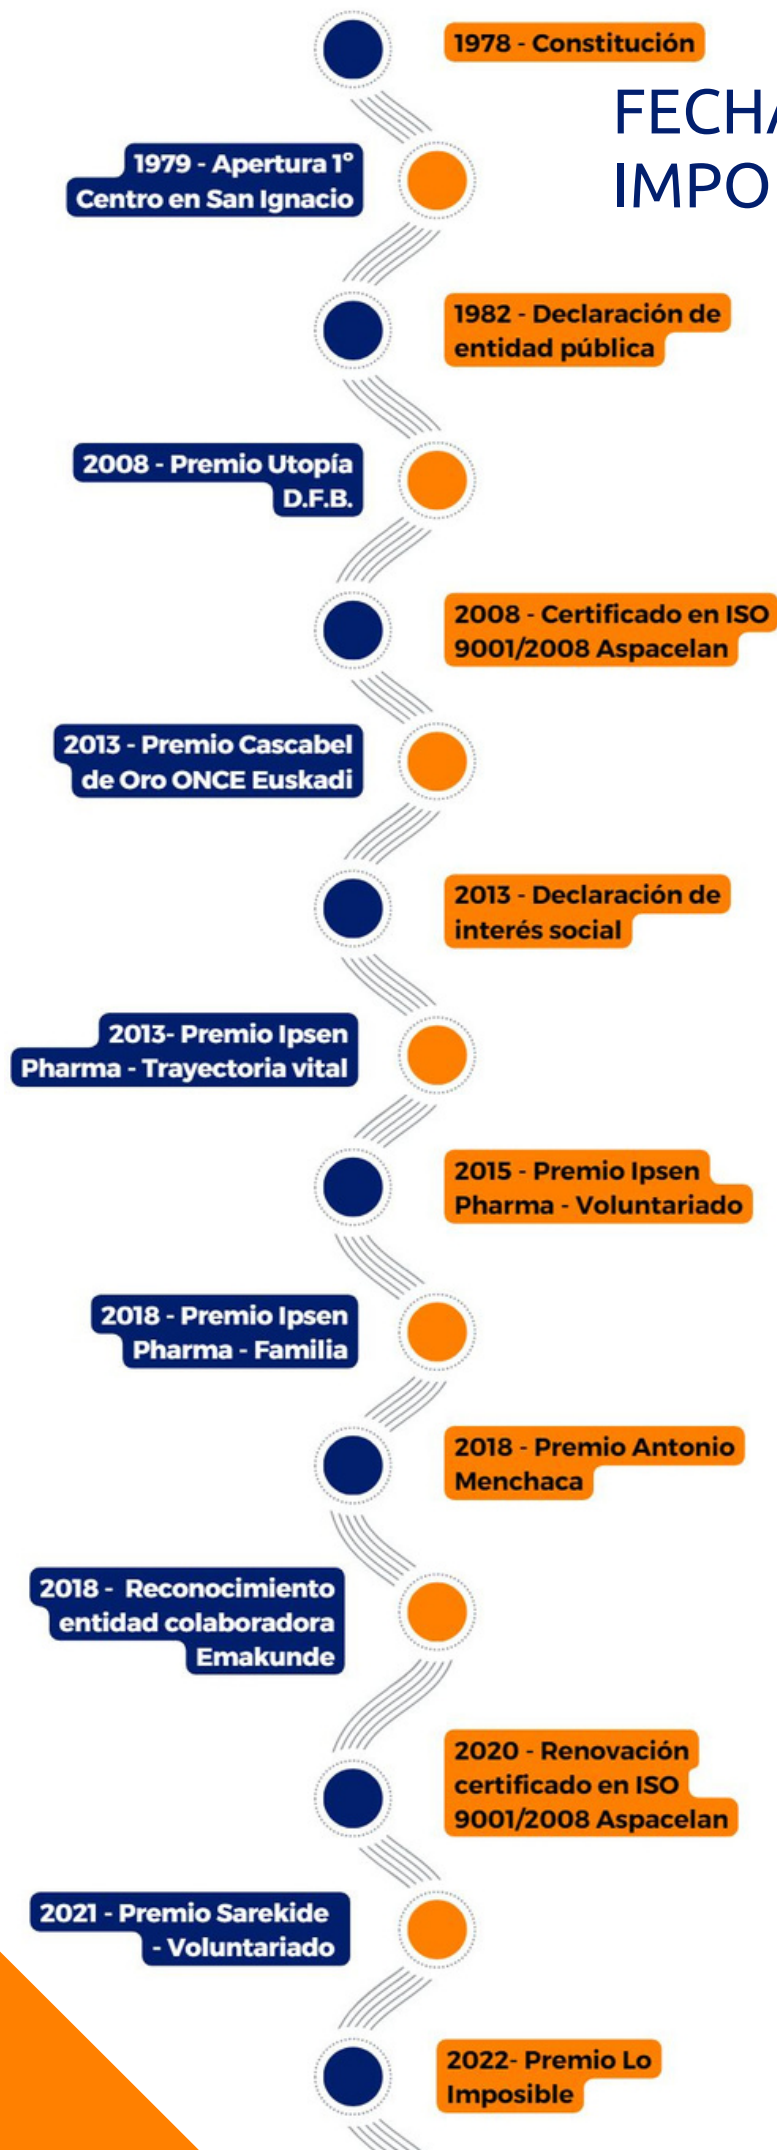 1978 - Constitución
FECHA
IMPO
1979 - Apertura 1º
Centro en San Ignacio
1982 - Declaración de
entidad pública
2008 - Premio Utopía
D.F.B.
2008 - Certificado en ISO
9001/2008 Aspacelan
2013 - Premio Cascabel
de Oro ONCE Euskadi
2013 - Declaración de
interés social
2013- Premio Ipsen
Pharma - Trayectoria vital
2015 - Premio Ipsen
Pharma - Voluntariado
2018 - Premio Ipsen
Pharma - Familia
2018 - Premio Antonio
Menchaca
2018 - Reconocimiento
entidad colaboradora
Emakunde
2020 - Renovación
certificado en ISO
9001/2008 Aspacelan
2021 - Premio Sarekide
- Voluntariado
2022- Premio Lo
Imposible